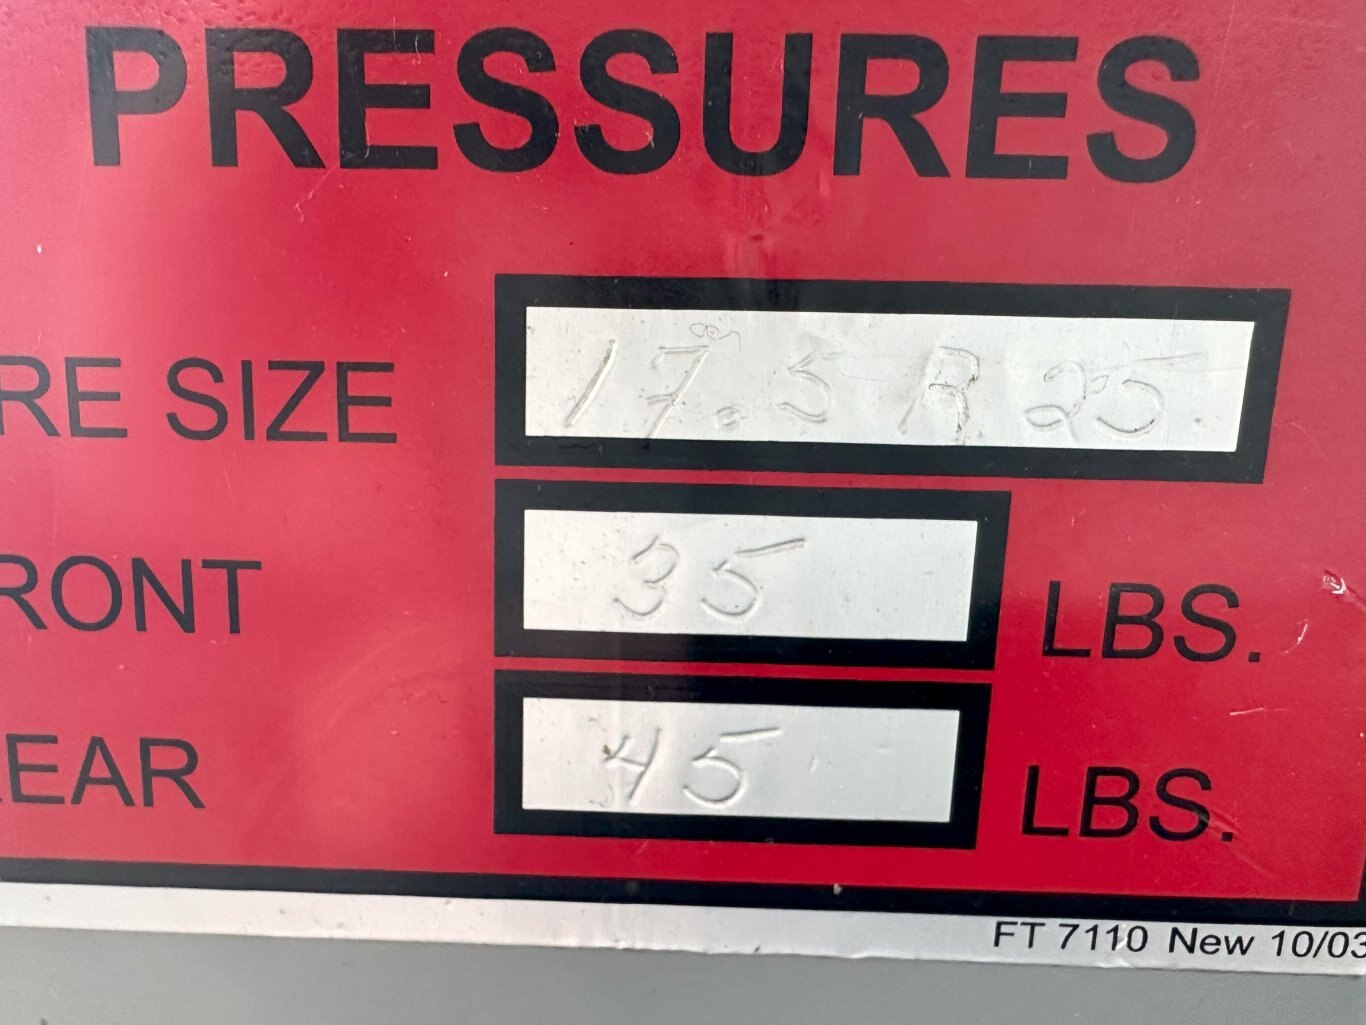 PRESSURES
RE SIZE 17.5 R 25
RONT 35 LBS.
EAR 45 LBS.
FT 7110 New 10/03